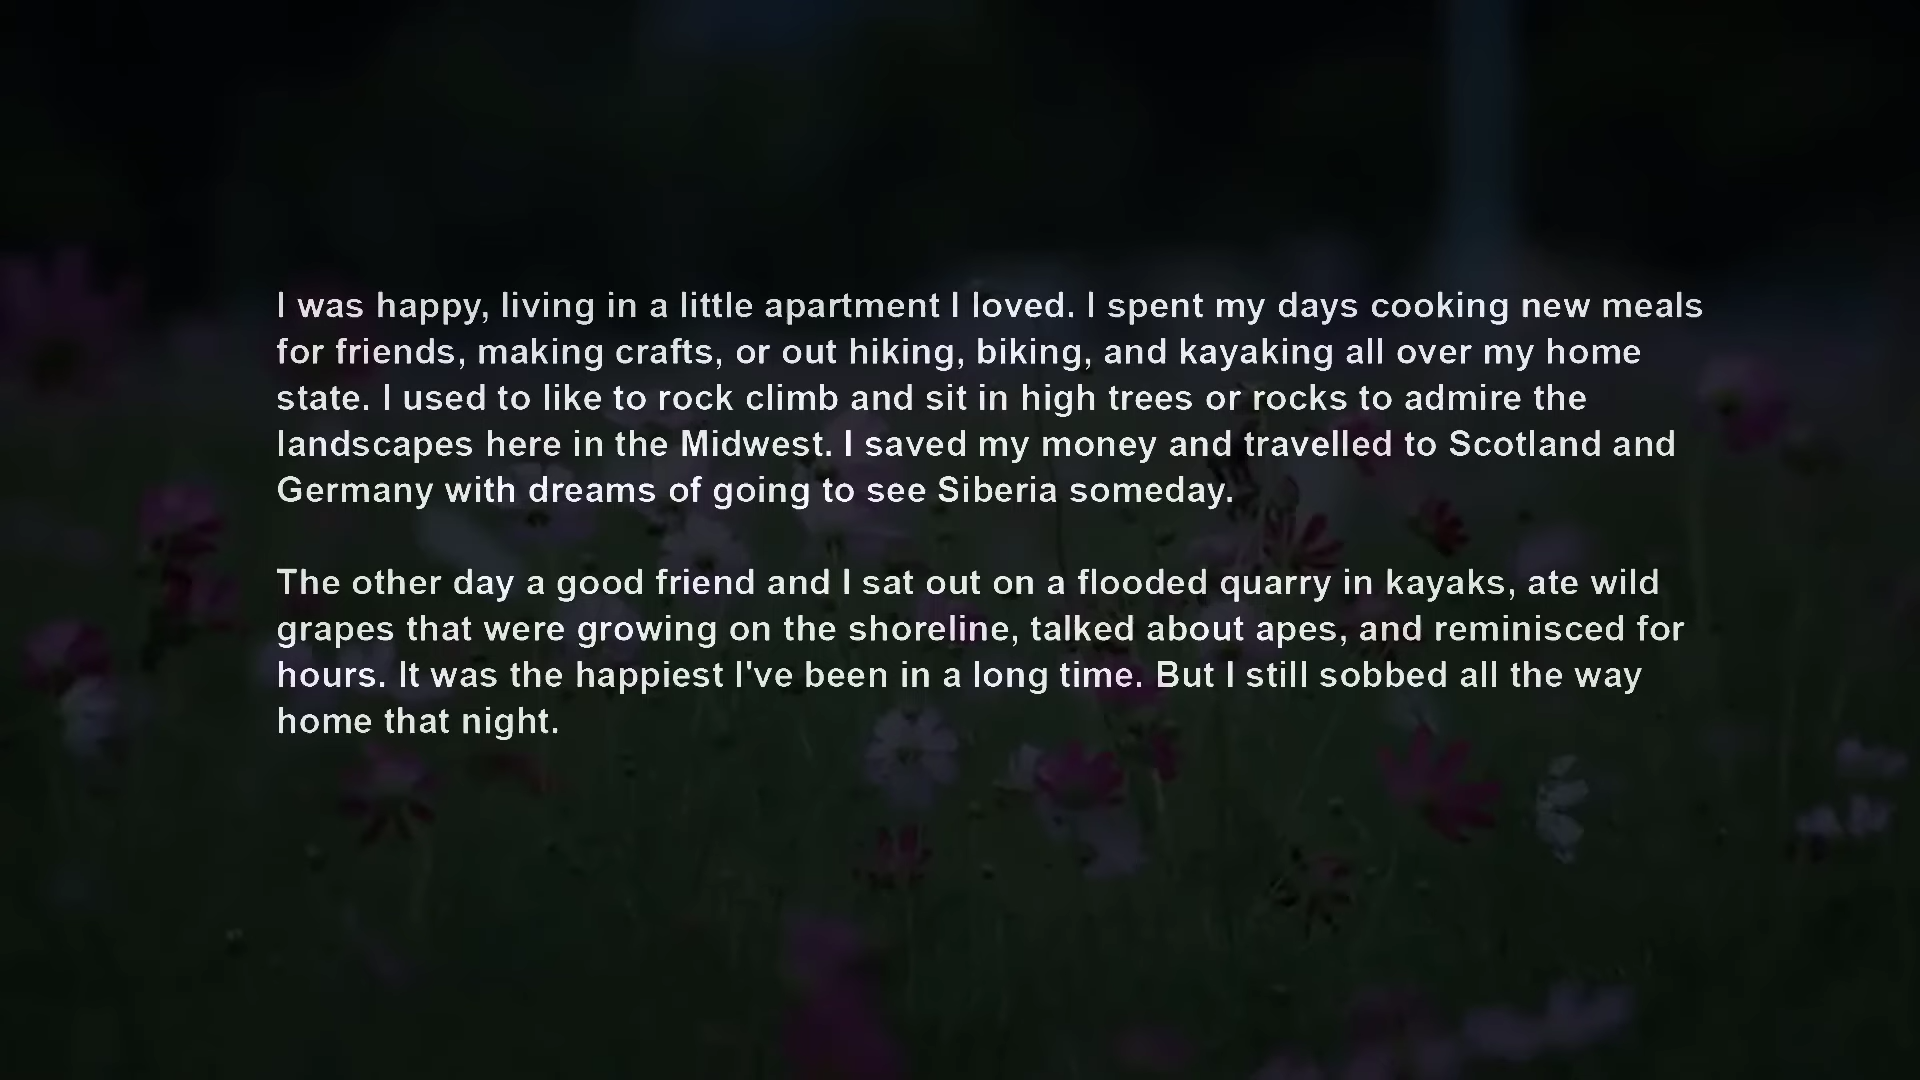 I was happy, living in a little apartment I loved. I spent my days cooking new meals
for friends, making crafts, or out hiking, biking, and kayaking all over my home
state. I used to like to rock climb and sit in high trees or rocks to admire the
landscapes here in the Midwest. I saved my money and travelled to Scotland and
Germany with dreams of going to see Siberia someday.
The other day a good friend and I sat out on a flooded quarry in kayaks, ate wild
grapes that were growing on the shoreline, talked about apes, and reminisced for
hours. It was the happiest I've been in a long time. But I still sobbed all the way
home that night.